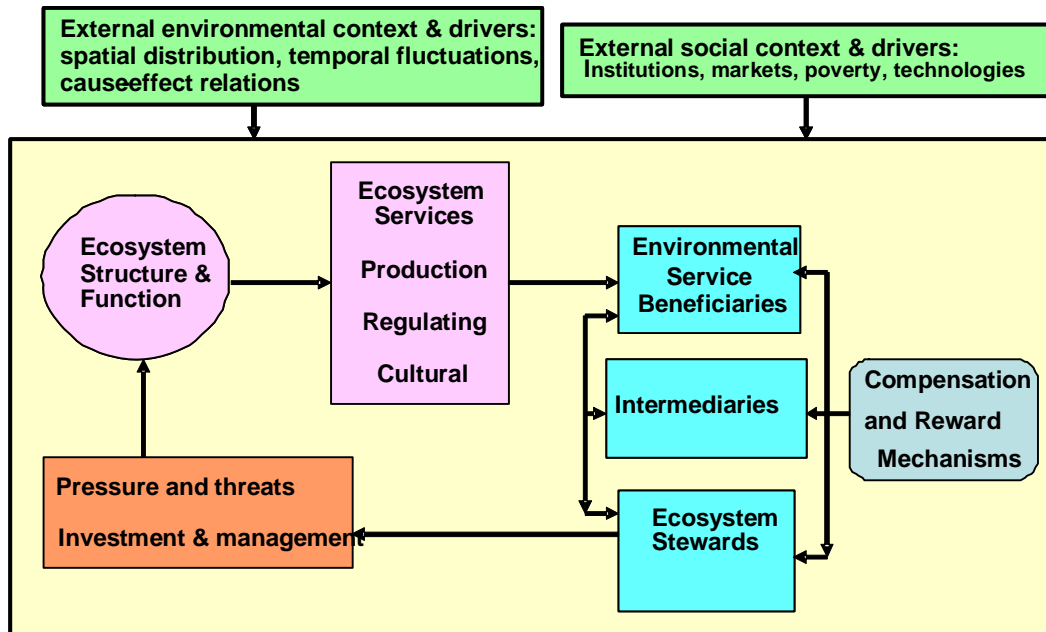 External environmental context & drivers:
spatial distribution, temporal fluctuations,
causeeffect relations
External social context & drivers:
Institutions, markets, poverty, technologies
Ecosystem
Structure &
Function
Ecosystem
Services
Production
Regulating
Cultural
Environmental
Service
Beneficiaries
Intermediaries
Ecosystem
Stewards
Compensation
and Reward
Mechanisms
Pressure and threats
Investment & management